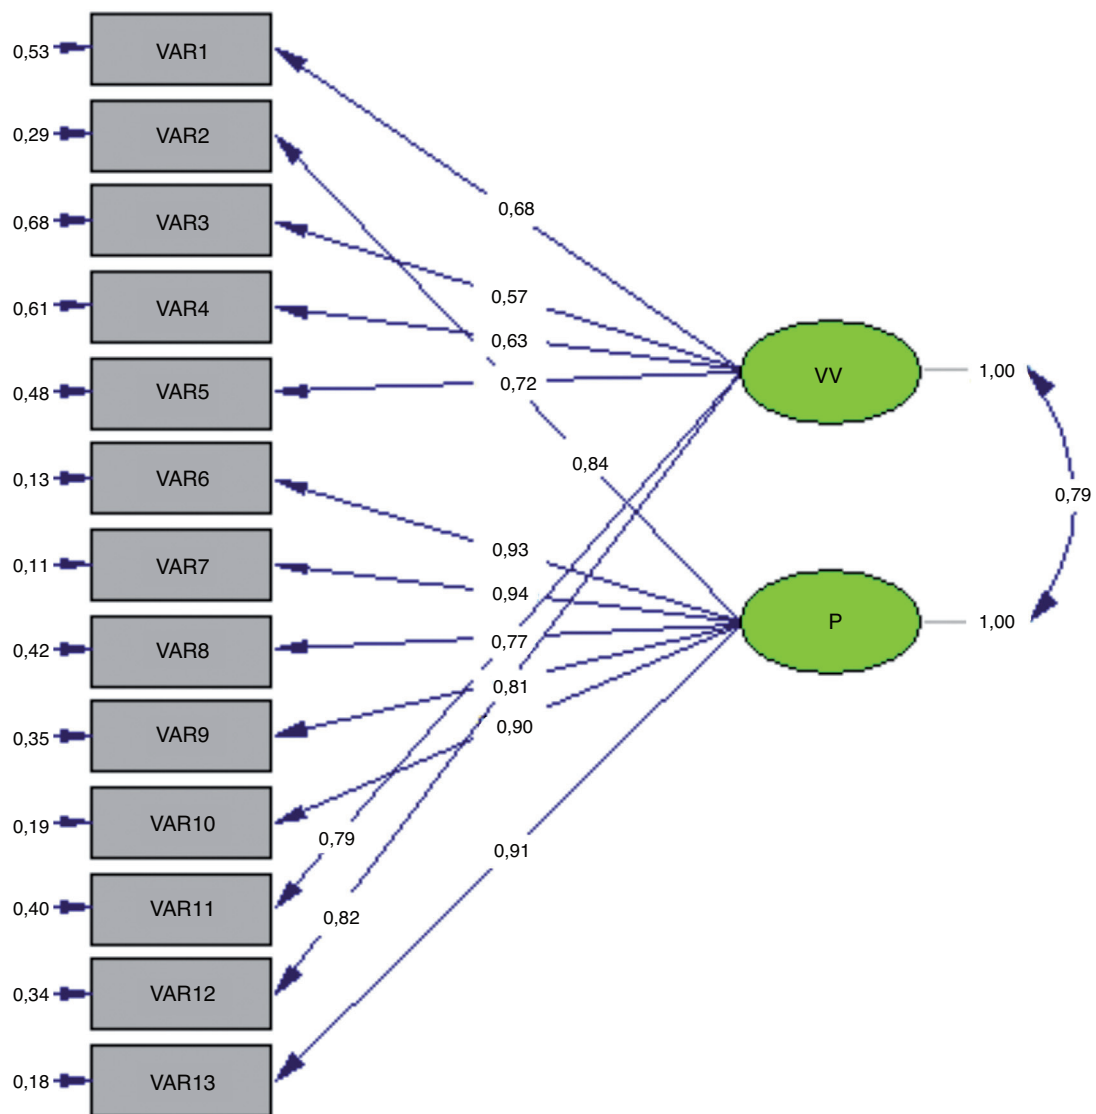 0,53 VAR1
0,29 VAR2
0,68 VAR3
0,68
0,57
0,61 VAR4
0,63
0,48 VAR5
0,72
VV 1,00
0,84
0,13 VAR6
0,79
0,93
0,11 VAR7
0,94
0,42 VAR8
0,77
P 1,00
0,81
0,35 VAR9
0,90
0,19 VAR10
0,79
0,91
0,40 VAR11
0,82
0,34 VAR12
0,18 VAR13